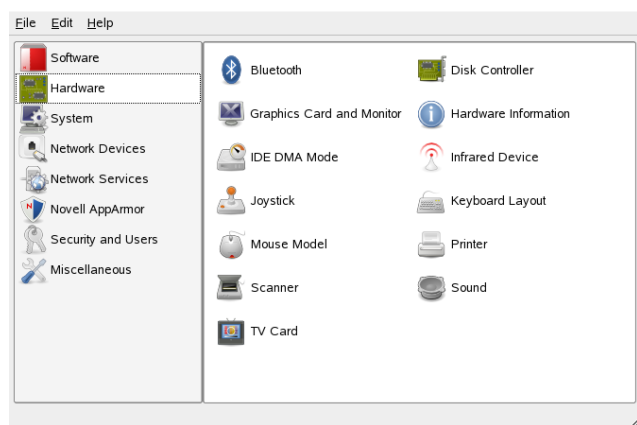 File Edit Help
Software
Hardware
System
Network Devices
Network Services
Novell AppArmor
Security and Users
Miscellaneous
Bluetooth Disk Controller
Graphics Card and Monitor Hardware Information
IDE DMA Mode Infrared Device
Joystick Keyboard Layout
Mouse Model Printer
Scanner Sound
TV Card